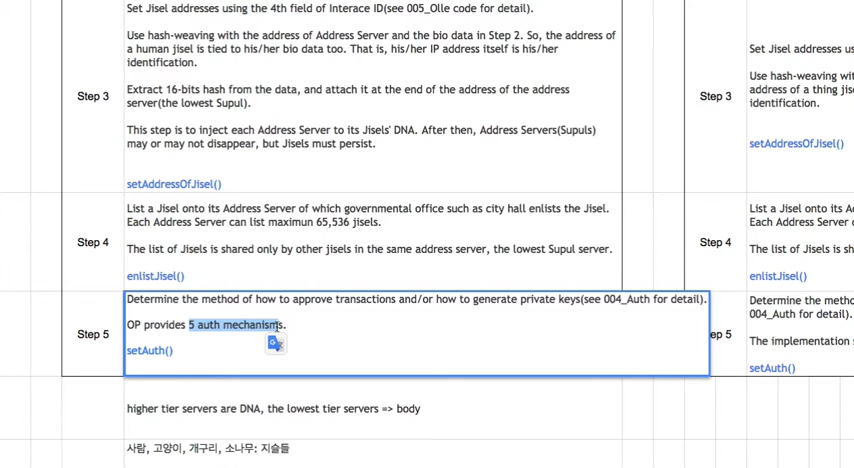 Set Jisel addresses using the 4th field of Interace ID(see 005_Olle code for detail).
Use hash-weaving with the address of Address Server and the bio data in Step 2. So, the address
of a human jisel is tied to his/her bio data too. That is, his/her IP address itself is his/her
identification.
Step 3
Extract 16-bits hash from the data, and attach it at the end of the address of the address
server(the lowest Supul).
This step is to inject each Address Server to its Jisels' DNA. After then, Address Servers(Supuls)
may or may not disappear, but Jisels must persist.
setAddressOfJisel()
Step 4
List a Jisel onto its Address Server of which governmental office such as city hall enlists the Jisel.
Each Address Server can list maximun 65,536 jisels.
The list of Jisels is shared only by other jisels in the same address server, the lowest Supul server.
enlistJisel()
Step 5
Determine the method of how to approve transactions and/or how to generate private keys(see 004_Auth for detail).
OP provides 5 auth mechanisms.
setAuth()
higher tier servers are DNA, the lowest tier servers => body
사람, 고양이, 개구리, 소나무: 지슬들
Step 3
Set Jisel addresses us
Use hash-weaving wit
address of a thing jise
identification.
setAddressOfJisel()
Step 4
List a Jisel onto its A
Each Address Server c
The list of Jisels is sh
enlistJisel()
ep 5
Determine the metho
004_Auth for detail).
The implementation s
setAuth()